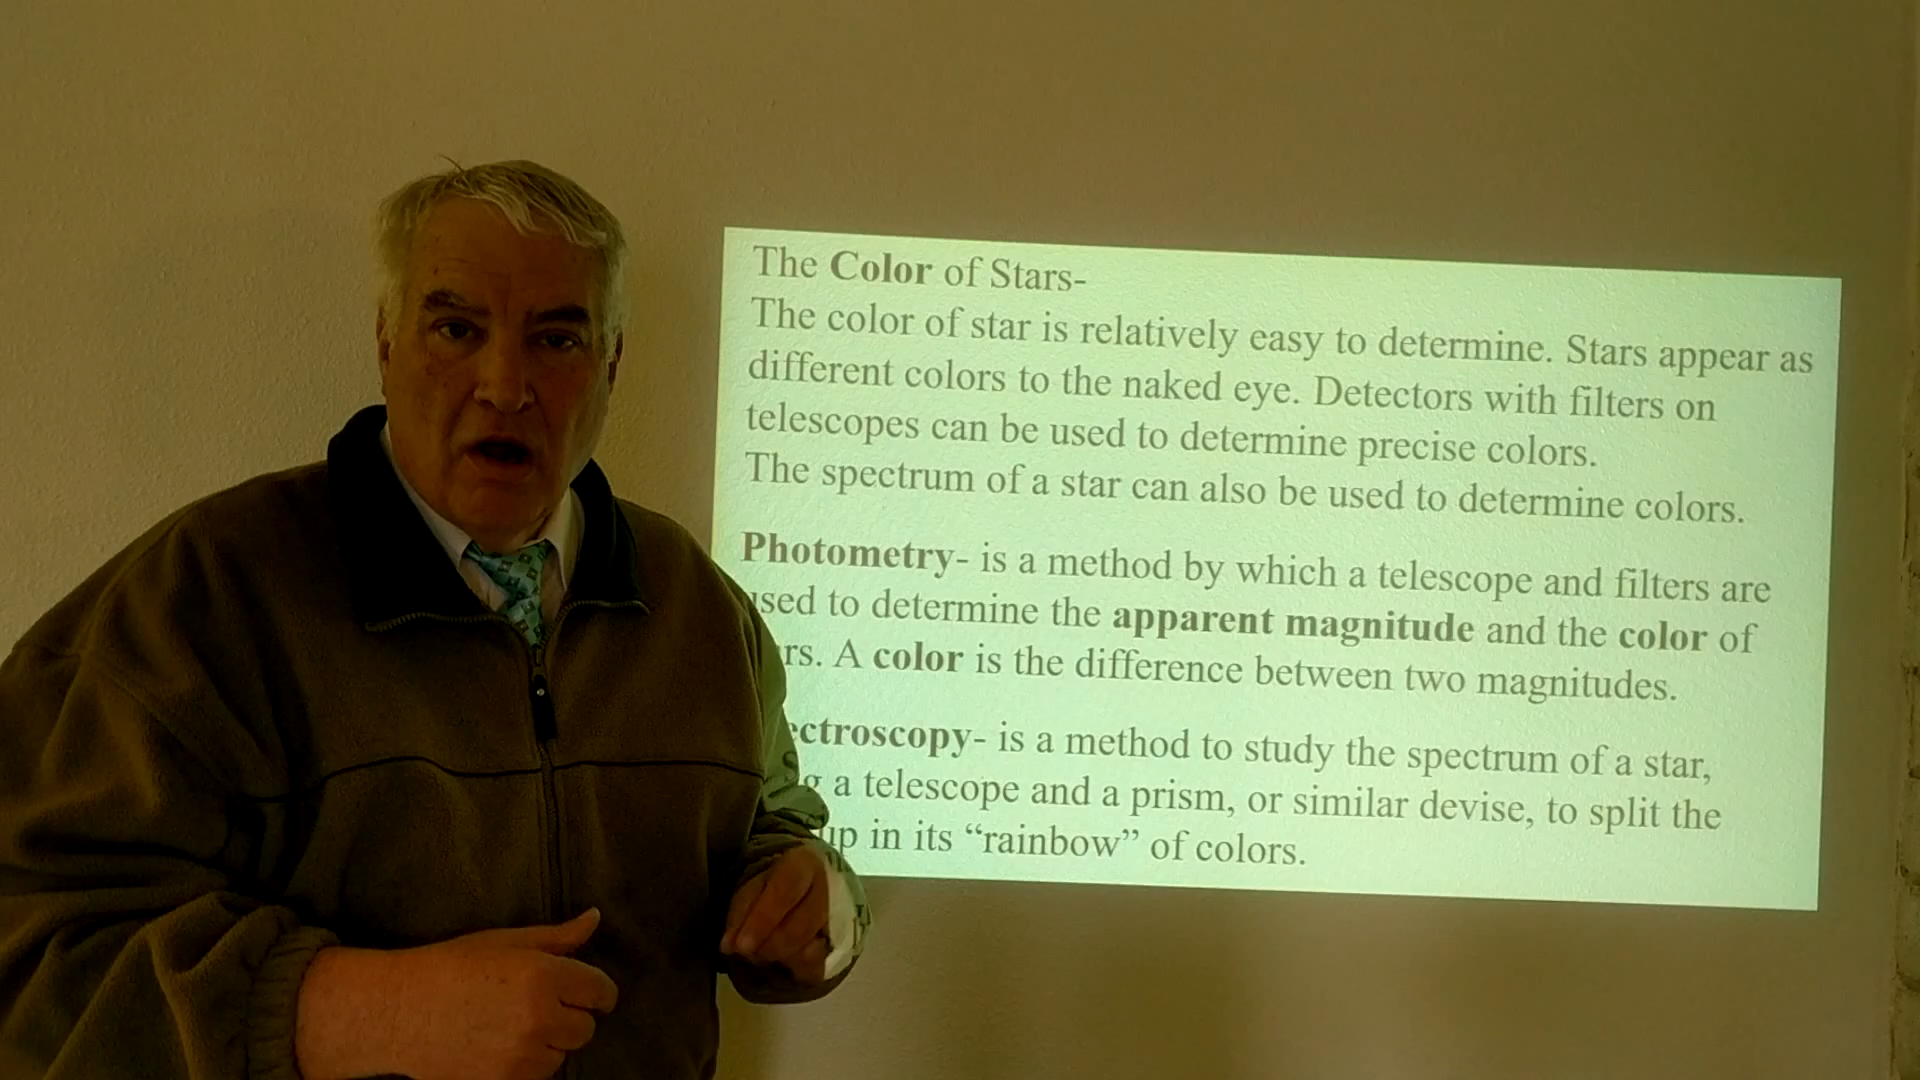 The Color of Stars-
The color of star is relatively easy to determine. Stars appear as
different colors to the naked eye. Detectors with filters on
telescopes can be used to determine precise colors.
The spectrum of a star can also be used to determine colors.
Photometry- is a method by which a telescope and filters are
used to determine the apparent magnitude and the color of
rs. A color is the difference between two magnitudes.
ectroscopy- is a method to study the spectrum of a star,
g a telescope and a prism, or similar devise, to split the
up in its “rainbow” of colors.